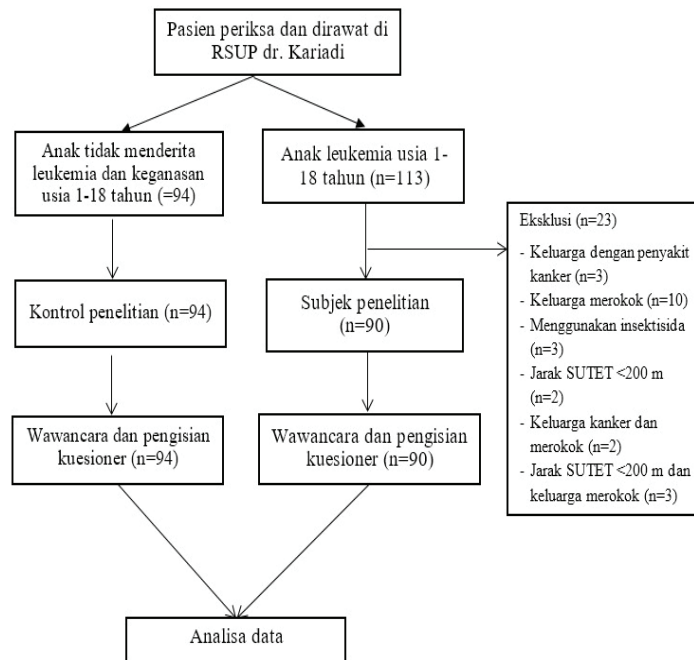 Pasien periksa dan dirawat di
RSUP dr. Kariadi
Anak tidak menderita
leukemia dan keganasan
usia 1-18 tahun (=94)
Anak leukemia usia 1-
18 tahun (n=113)
Eksklusi (n=23)
- Keluarga dengan penyakit
kanker (n=3)
- Keluarga merokok (n=10)
- Menggunakan insektisida
(n=3)
- Jarak SUTET <200 m
(n=2)
- Keluarga kanker dan
merokok (n=2)
- Jarak SUTET <200 m dan
keluarga merokok (n=3)
Kontrol penelitian (n=94)
Subjek penelitian
(n=90)
Wawancara dan pengisian
kuesioner (n=94)
Wawancara dan pengisian
kuesioner (n=90)
Analisa data